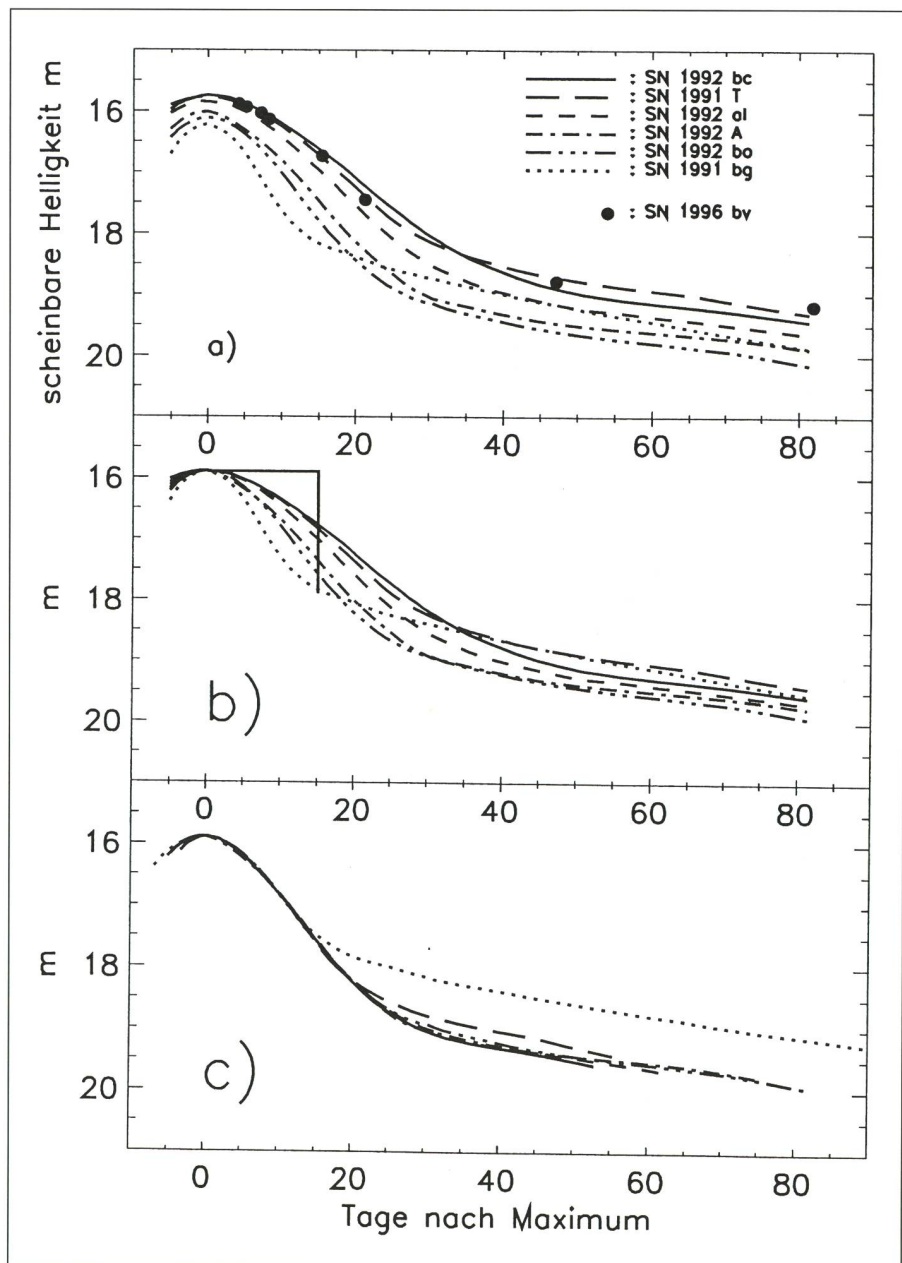 scheinbare Helligkeit m
16
18
20
: SN 1992 bc
: SN 1991 T
: SN 1992 al
: SN 1992 A
: SN 1992 bo
: SN 1991 bg
: SN 1996 bv
a)
0 20 40 60 80
m
16
18
20
b)
0 20 40 60 80
m
16
18
20
c)
0 20 40 60 80
Tage nach Maximum